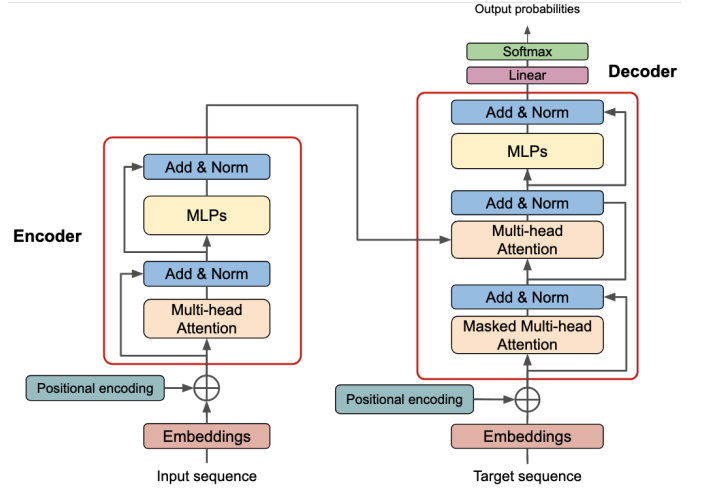 Output probabilities
Softmax
Linear
Decoder
Add & Norm
MLPs
Add & Norm
Multi-head
Attention
Add & Norm
Masked Multi-head
Attention
Positional encoding
Embeddings
Target sequence
Encoder
Add & Norm
MLPs
Add & Norm
Multi-head
Attention
Positional encoding
Embeddings
Input sequence